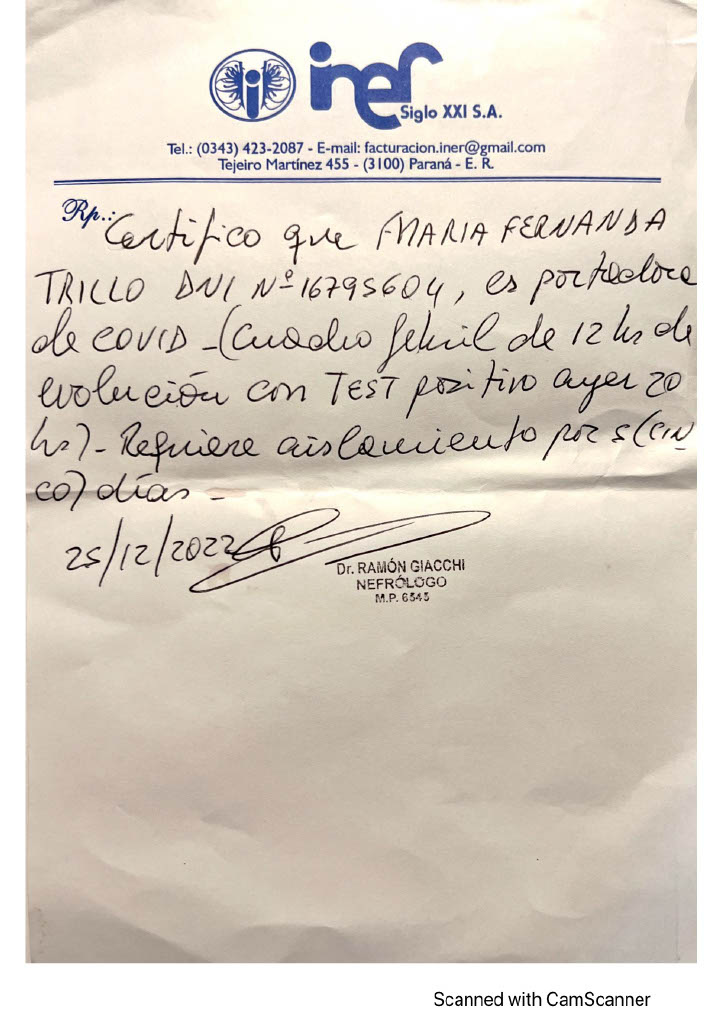 iner
Siglo XXI S.A.
Tel.: (0343) 423-2087 - E-mail: facturacion.iner@gmail.com
Tejeiro Martínez 455 - (3100) Paraná - E. R.
Rp.: Certifico que MARIA FERNANDA
TRILLO DNI Nº 16795604, es portadora
de COVID - (Cuadro febril de 12 hs de
evolución con TEST positivo ayer 20
hs) - Requiere aislamiento por 5 (CIN
CO) días -
25/12/2022
Dr. RAMÓN GIACCHI
NEFRÓLOGO
M.P. 6545
Scanned with CamScanner